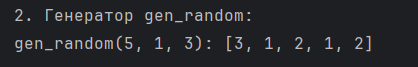 2. Генератор gen_random:
gen_random(5, 1, 3): [3, 1, 2, 1, 2]